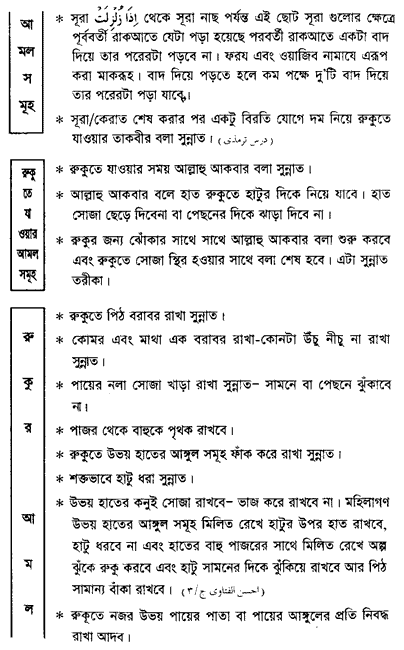 আ
ম
ল
স
মূহ
* সূরা إِذَا زُلْزِلَتْ থেকে সূরা নাছ পর্যন্ত এই ছোট সূরা গুলোর ক্ষেত্রে
পূর্ববর্তী রাকআতে যেটা পড়া হয়েছে পরবর্তী রাকআতে একটা বাদ
দিয়ে তার পরেরটা পড়বে না। ফরয এবং ওয়াজিব নামাযে এরূপ
করা মাকরূহ। বাদ দিয়ে পড়তে হলে কম পক্ষে দু'টি বাদ দিয়ে
তার পরেরটা পড়া যাবে।
* সূরা/কেরাত শেষ করার পর একটু বিরতি যোগে দম নিয়ে রুকূতে
যাওয়ার তাকবীর বলা সুন্নাত। (درس ترمذی)
রুকূ
তে
যা
ওয়ার
আমল
সমূহ
* রুকূতে যাওয়ার সময় আল্লাহু আকবার বলা সুন্নাত।
* আল্লাহু আকবার বলে হাত রুকূতে হাটুর দিকে নিয়ে যাবে। হাত
সোজা ছেড়ে দিবেনা বা পেছনের দিকে ঝাড়া দিবে না।
* রুকূর জন্য ঝোঁকার সাথে সাথে আল্লাহু আকবার বলা শুরু করবে
এবং রুকূতে সোজা স্থির হওয়ার সাথে বলা শেষ হবে। এটা সুন্নাত
তরীকা।
রু
কূ
র
আ
ম
ল
* রুকূতে পিঠ বরাবর রাখা সুন্নাত।
* কোমর এবং মাথা এক বরাবর রাখা-কোনটা উঁচু নীচু না রাখা
সুন্নাত।
* পায়ের নলা সোজা খাড়া রাখা সুন্নাত– সামনে বা পেছনে ঝুঁকাবে
না।
* পাজর থেকে বাহুকে পৃথক রাখবে।
* রুকূতে উভয় হাতের আঙ্গুল সমূহ ফাঁক করে রাখা সুন্নাত।
* শক্তভাবে হাটু ধরা সুন্নাত।
* উভয় হাতের কনুই সোজা রাখবে– ভাজ করে রাখবে না। মহিলাগণ
উভয় হাতের আঙ্গুল সমূহ মিলিত রেখে হাটুর উপর হাত রাখবে,
হাটু ধরবে না এবং হাতের বাহু পাজরের সাথে মিলিত রেখে অল্প
ঝুঁকে রুকূ করবে এবং হাটু সামনের দিকে ঝুকিয়ে রাখবে আর পিঠ
সামান্য বাঁকা রাখবে। (احسن الفتاوی ج/۳)
* রুকূতে নজর উভয় পায়ের পাতা বা পায়ের আঙ্গুলের প্রতি নিবদ্ধ
রাখা আদব।